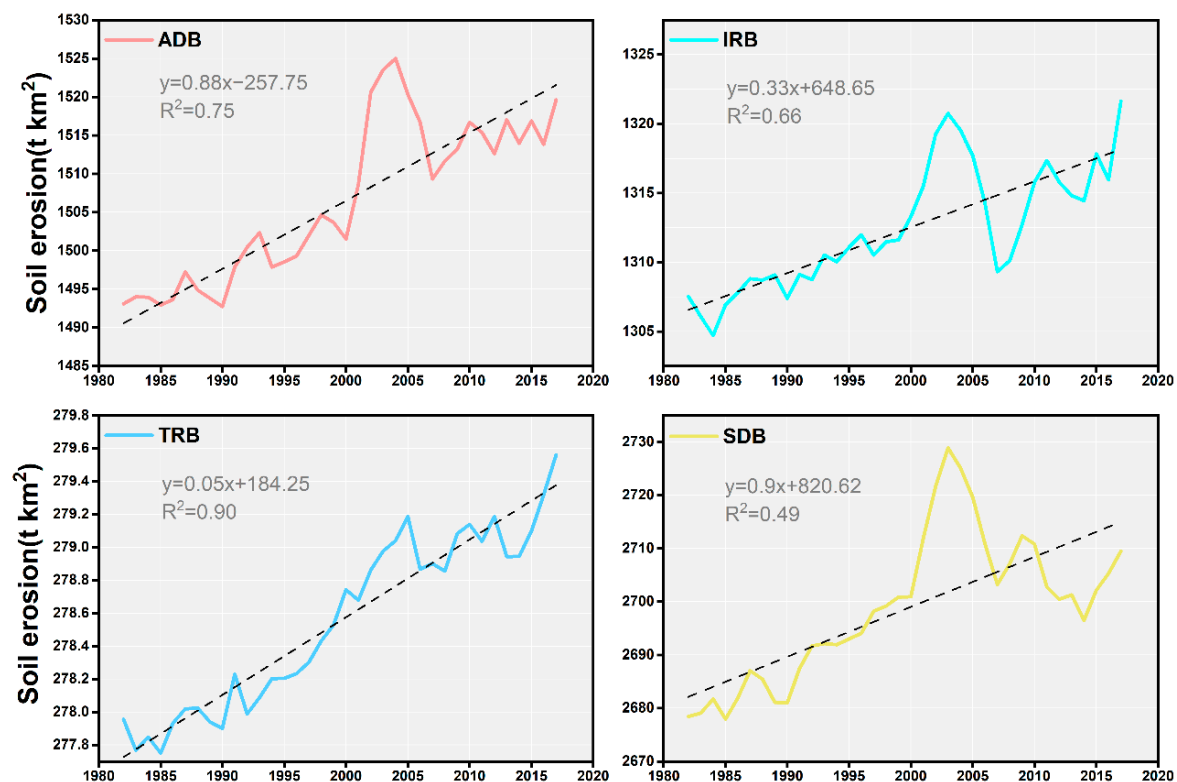 ADB
y=0.88x−257.75
R²=0.75
Soil erosion(t km²)
1530
1525
1520
1515
1510
1505
1500
1495
1490
1485
1980 1985 1990 1995 2000 2005 2010 2015 2020
IRB
y=0.33x+648.65
R²=0.66
1325
1320
1315
1310
1305
1980 1985 1990 1995 2000 2005 2010 2015 2020
TRB
y=0.05x+184.25
R²=0.90
Soil erosion(t km²)
279.8
279.6
279.4
279.2
279.0
278.8
278.6
278.4
278.2
278.0
277.8
1980 1985 1990 1995 2000 2005 2010 2015 2020
SDB
y=0.9x+820.62
R²=0.49
2730
2720
2710
2700
2690
2680
2670
1980 1985 1990 1995 2000 2005 2010 2015 2020